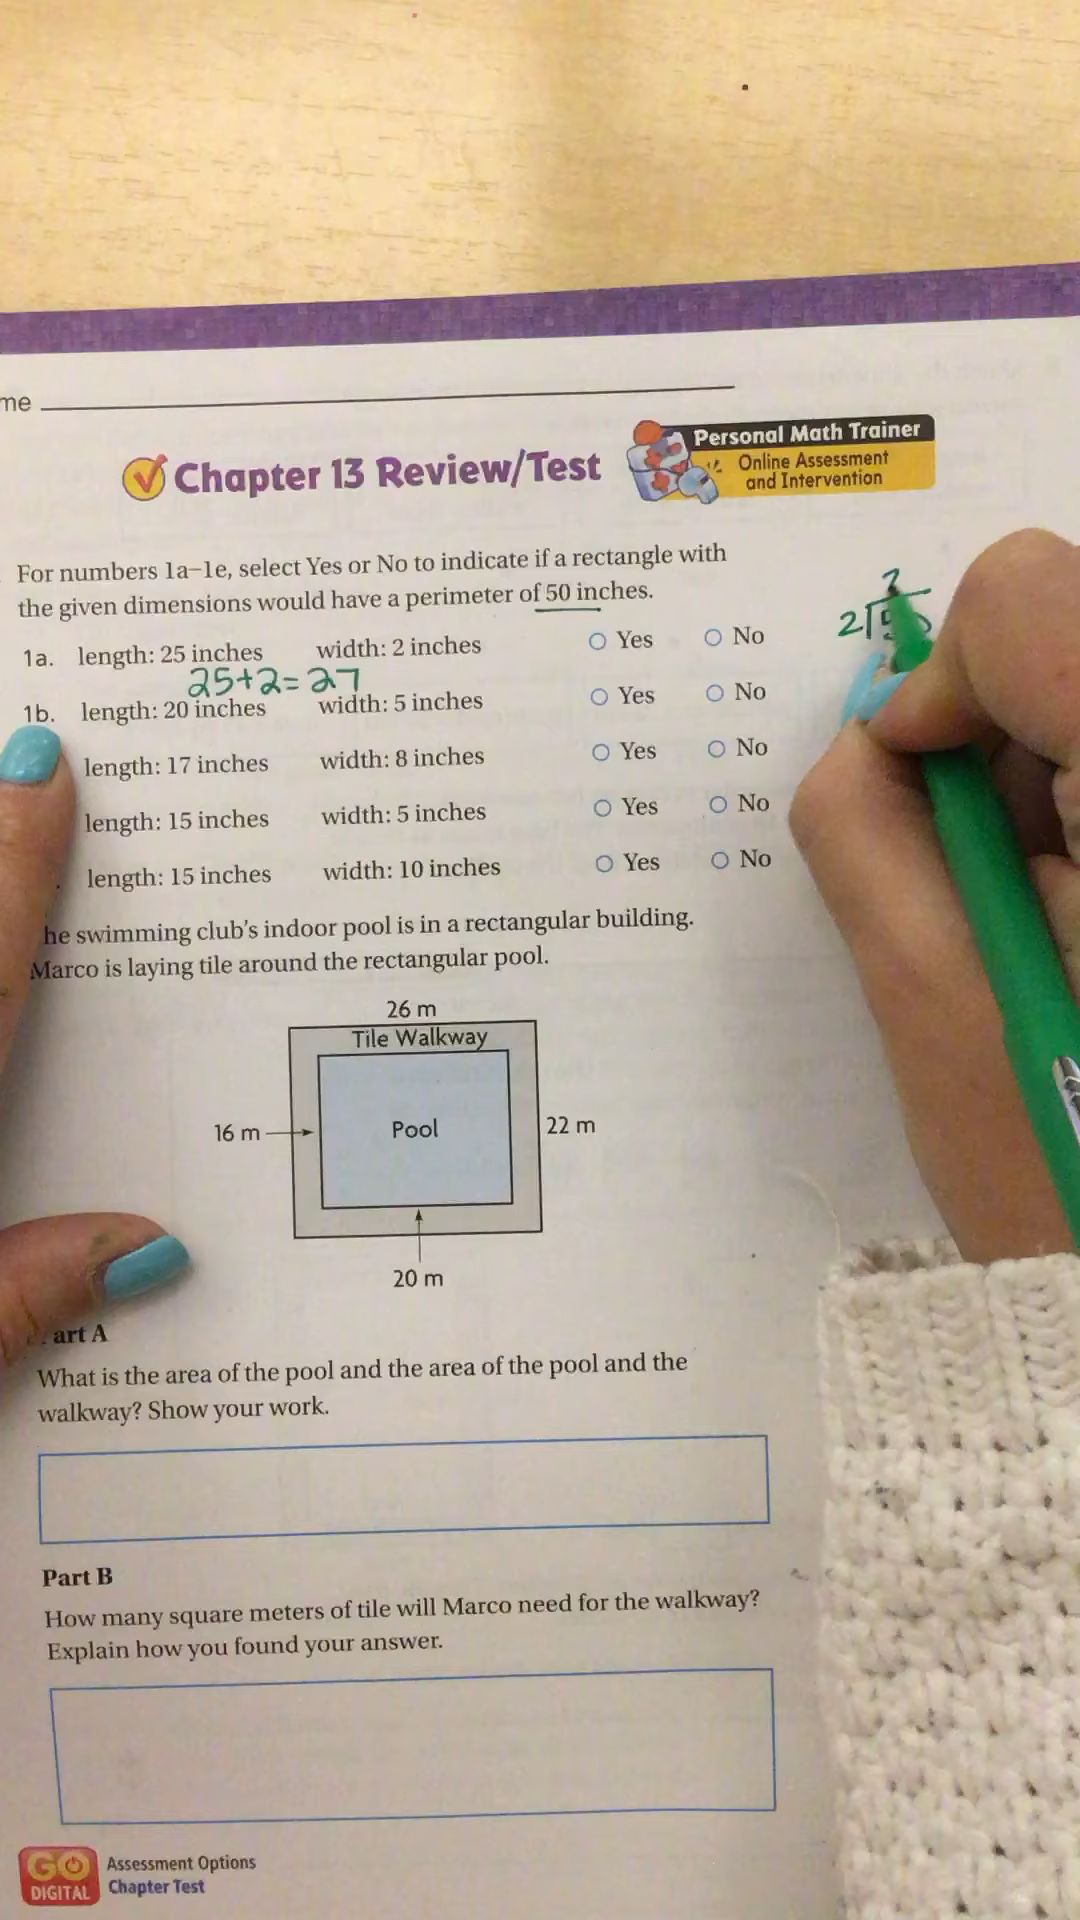 me
Chapter 13 Review/Test
Personal Math Trainer
Online Assessment
and Intervention
For numbers 1a–1e, select Yes or No to indicate if a rectangle with
the given dimensions would have a perimeter of 50 inches.
1a. length: 25 inches width: 2 inches Yes No
25+2=27
1b. length: 20 inches width: 5 inches Yes No
length: 17 inches width: 8 inches Yes No
length: 15 inches width: 5 inches Yes No
length: 15 inches width: 10 inches Yes No
2
2
he swimming club's indoor pool is in a rectangular building.
Marco is laying tile around the rectangular pool.
26 m
Tile Walkway
16 m
Pool
22 m
20 m
art A
What is the area of the pool and the area of the pool and the
walkway? Show your work.
Part B
How many square meters of tile will Marco need for the walkway?
Explain how you found your answer.
GO
DIGITAL
Assessment Options
Chapter Test